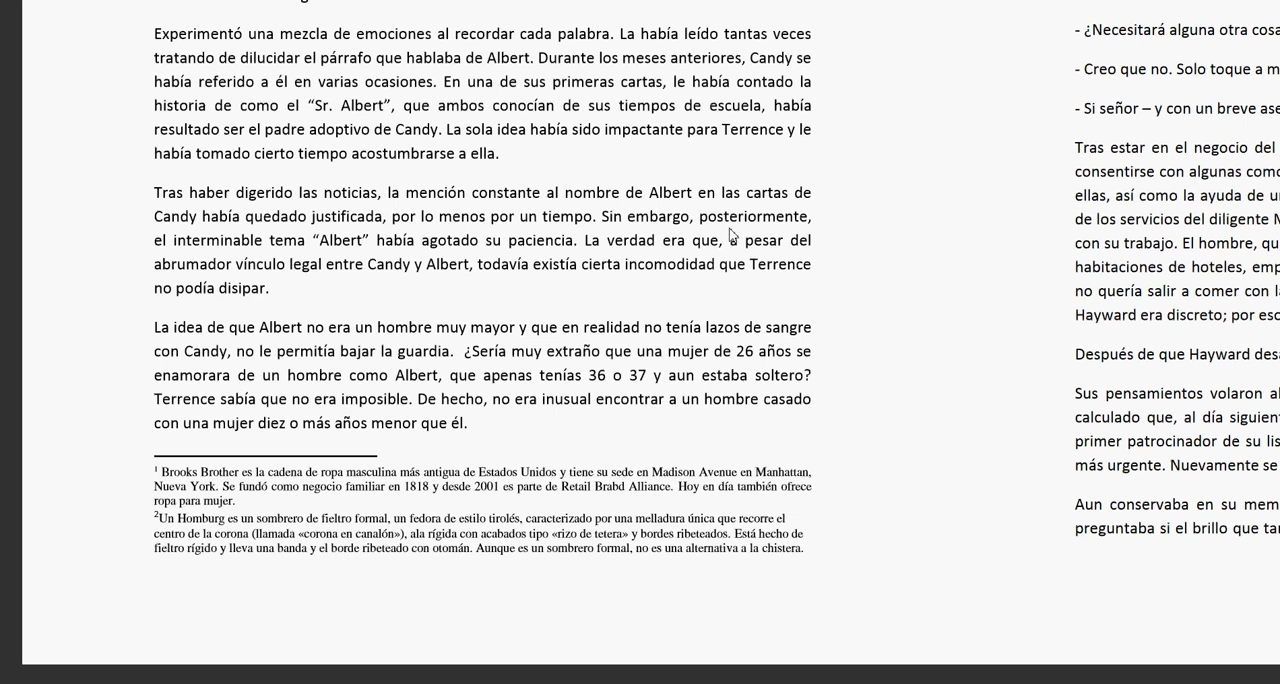 Experimentó una mezcla de emociones al recordar cada palabra. La había leído tantas veces
tratando de dilucidar el párrafo que hablaba de Albert. Durante los meses anteriores, Candy se
había referido a él en varias ocasiones. En una de sus primeras cartas, le había contado la
historia de como el “Sr. Albert”, que ambos conocían de sus tiempos de escuela, había
resultado ser el padre adoptivo de Candy. La sola idea había sido impactante para Terrence y le
había tomado cierto tiempo acostumbrarse a ella.
Tras haber digerido las noticias, la mención constante al nombre de Albert en las cartas de
Candy había quedado justificada, por lo menos por un tiempo. Sin embargo, posteriormente,
el interminable tema “Albert” había agotado su paciencia. La verdad era que, a pesar del
abrumador vínculo legal entre Candy y Albert, todavía existía cierta incomodidad que Terrence
no podía disipar.
La idea de que Albert no era un hombre muy mayor y que en realidad no tenía lazos de sangre
con Candy, no le permitía bajar la guardia. ¿Sería muy extraño que una mujer de 26 años se
enamorara de un hombre como Albert, que apenas tenías 36 o 37 y aun estaba soltero?
Terrence sabía que no era imposible. De hecho, no era inusual encontrar a un hombre casado
con una mujer diez o más años menor que él.
1 Brooks Brother es la cadena de ropa masculina más antigua de Estados Unidos y tiene su sede en Madison Avenue en Manhattan,
Nueva York. Se fundó como negocio familiar en 1818 y desde 2001 es parte de Retail Brabd Alliance. Hoy en día también ofrece
ropa para mujer.
2Un Homburg es un sombrero de fieltro formal, un fedora de estilo tirolés, caracterizado por una melladura única que recorre el
centro de la corona (llamada «corona en canalón»), ala rígida con acabados tipo «rizo de tetera» y bordes ribeteados. Está hecho de
fieltro rígido y lleva una banda y el borde ribeteado con otomán. Aunque es un sombrero formal, no es una alternativa a la chistera.
- ¿Necesitará alguna otra cosa
- Creo que no. Solo toque a m
- Si señor – y con un breve ase
Tras estar en el negocio del
consentirse con algunas como
ellas, así como la ayuda de u
de los servicios del diligente
con su trabajo. El hombre, qu
habitaciones de hoteles, emp
no quería salir a comer con l
Hayward era discreto; por eso
Después de que Hayward desa
Sus pensamientos volaron al
calculado que, al día siguien
primer patrocinador de su lis
más urgente. Nuevamente se
Aun conservaba en su mem
preguntaba si el brillo que ta